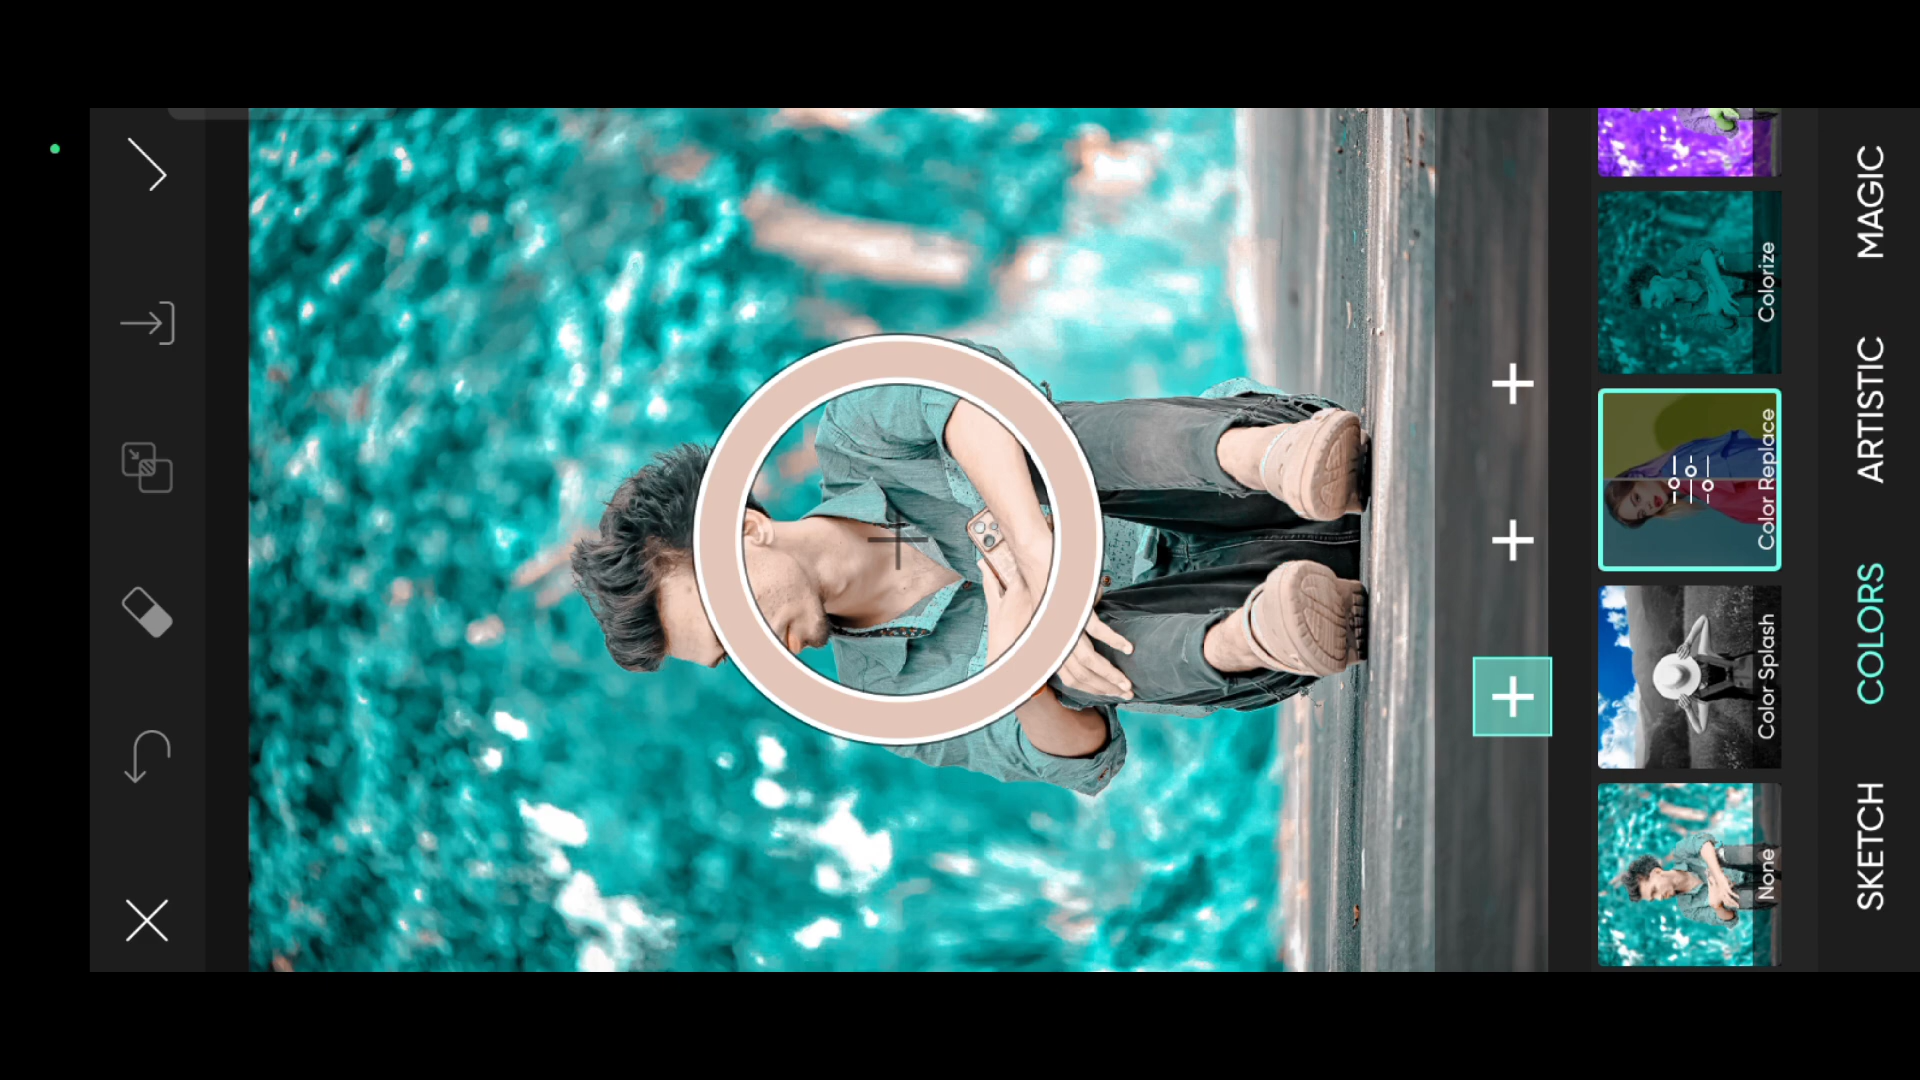 None
Color Splash
Color Replace
Colorize
SKETCH
COLORS
ARTISTIC
MAGIC